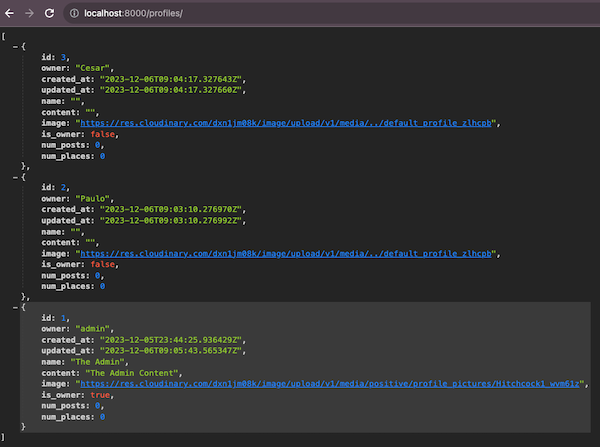 localhost:8000/profiles/
[
– {
id: 3,
owner: "Cesar",
created_at: "2023-12-06T09:04:17.327643Z",
updated_at: "2023-12-06T09:04:17.327660Z",
name: "",
content: "",
image: "https://res.cloudinary.com/dxn1jm08k/image/upload/v1/media/../default_profile_zlhcpb",
is_owner: false,
num_posts: 0,
num_places: 0
},
– {
id: 2,
owner: "Paulo",
created_at: "2023-12-06T09:03:10.276970Z",
updated_at: "2023-12-06T09:03:10.276992Z",
name: "",
content: "",
image: "https://res.cloudinary.com/dxn1jm08k/image/upload/v1/media/../default_profile_zlhcpb",
is_owner: false,
num_posts: 0,
num_places: 0
},
– {
id: 1,
owner: "admin",
created_at: "2023-12-05T23:44:25.936429Z",
updated_at: "2023-12-06T09:05:43.565347Z",
name: "The Admin",
content: "The Admin Content",
image: "https://res.cloudinary.com/dxn1jm08k/image/upload/v1/media/positive/profile_pictures/Hitchcock1_wvm61z",
is_owner: true,
num_posts: 0,
num_places: 0
}
]